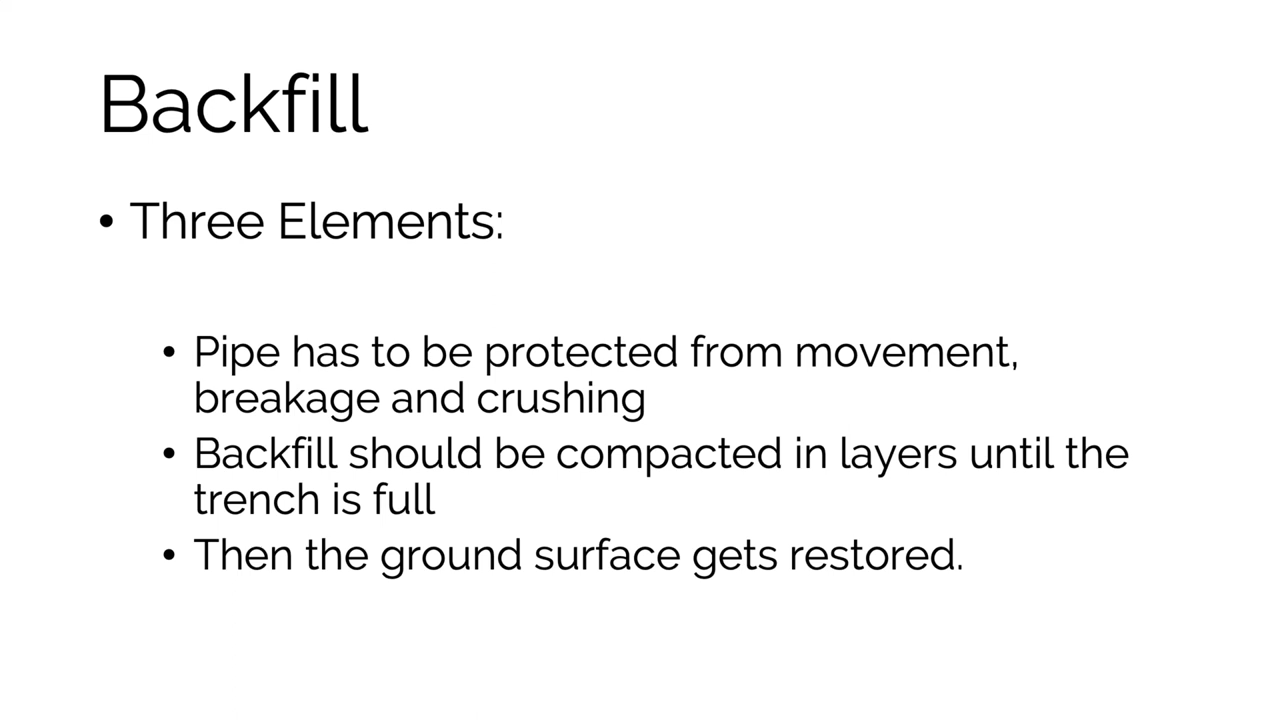 Backfill
• Three Elements:
• Pipe has to be protected from movement,
breakage and crushing
• Backfill should be compacted in layers until the
trench is full
• Then the ground surface gets restored.